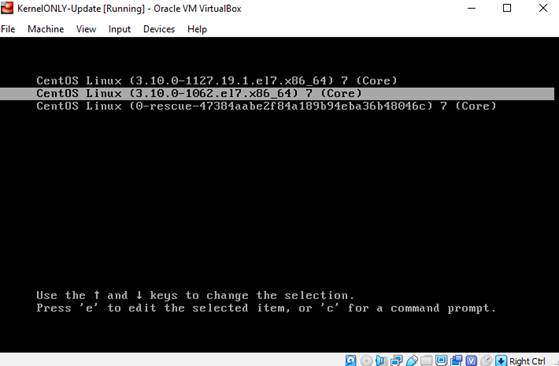 KernelONLY-Update [Running] - Oracle VM VirtualBox
File Machine View Input Devices Help
CentOS Linux (3.10.0-1127.19.1.el7.x86_64) 7 (Core)
CentOS Linux (3.10.0-1062.el7.x86_64) 7 (Core)
CentOS Linux (0-rescue-47384aabe2f84a189b94eba36b48046c) 7 (Core)
Use the ↑ and ↓ keys to change the selection.
Press 'e' to edit the selected item, or 'c' for a command prompt.
Right Ctrl